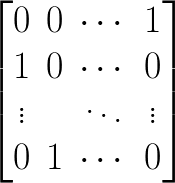 0 0 ⋯ 1
1 0 ⋯ 0
⋮ ⋱ ⋮
0 1 ⋯ 0